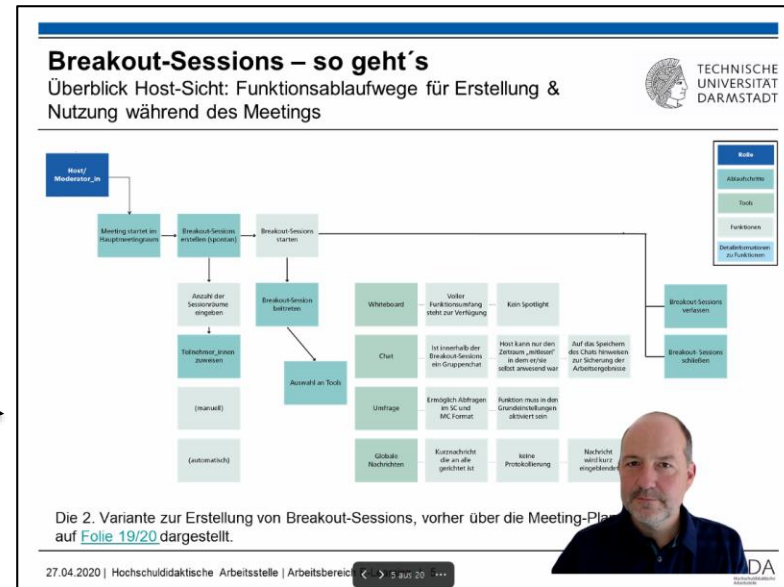 Breakout-Sessions – so geht´s
Überblick Host-Sicht: Funktionsablaufwege für Erstellung &
Nutzung während des Meetings
TECHNISCHE
UNIVERSITÄT
DARMSTADT
Host/
Moderator_in
Rolle
Ablaufschritte
Tools
Funktionen
Detailinformationen
zu Funktionen
Meeting startet im
Hauptmeetingraum
Breakout-Sessions
erstellen (spontan)
Breakout-Sessions
starten
Anzahl der
Sessionräume
eingeben
Breakout-Session
beitreten
Whiteboard
Voller
Funktionsumfang
steht zur Verfügung
Kein Spotlight
Breakout-Sessions
verlassen
Teilnehmer_innen
zuweisen
Auswahl an Tools
Chat
Ist innerhalb der
Breakout-Sessions
ein Gruppenchat
Host kann nur den
Zeitraum „mitlesen“
in dem er/sie
selbst anwesend war
Auf das Speichern
des Chats hinweisen
zur Sicherung der
Arbeitsergebnisse
Breakout- Sessions
schließen
(manuell)
Umfrage
Ermöglich Abfragen
im SC und
MC Format
Funktion muss in den
Grundeinstellungen
aktiviert sein
(automatisch)
Globale
Nachrichten
Kurznachricht
die an alle
gerichtet ist
keine
Protokollierung
Nachricht
wird kurz
eingeblendet
Die 2. Variante zur Erstellung von Breakout-Sessions, vorher über die
auf Folie 19/20 dargestellt.
27.04.2020 | Hochschuldidaktische Arbeitsstelle | Arbeitsbereich
5 aus 20
DA
Hochschuldidaktische
Arbeitsstelle